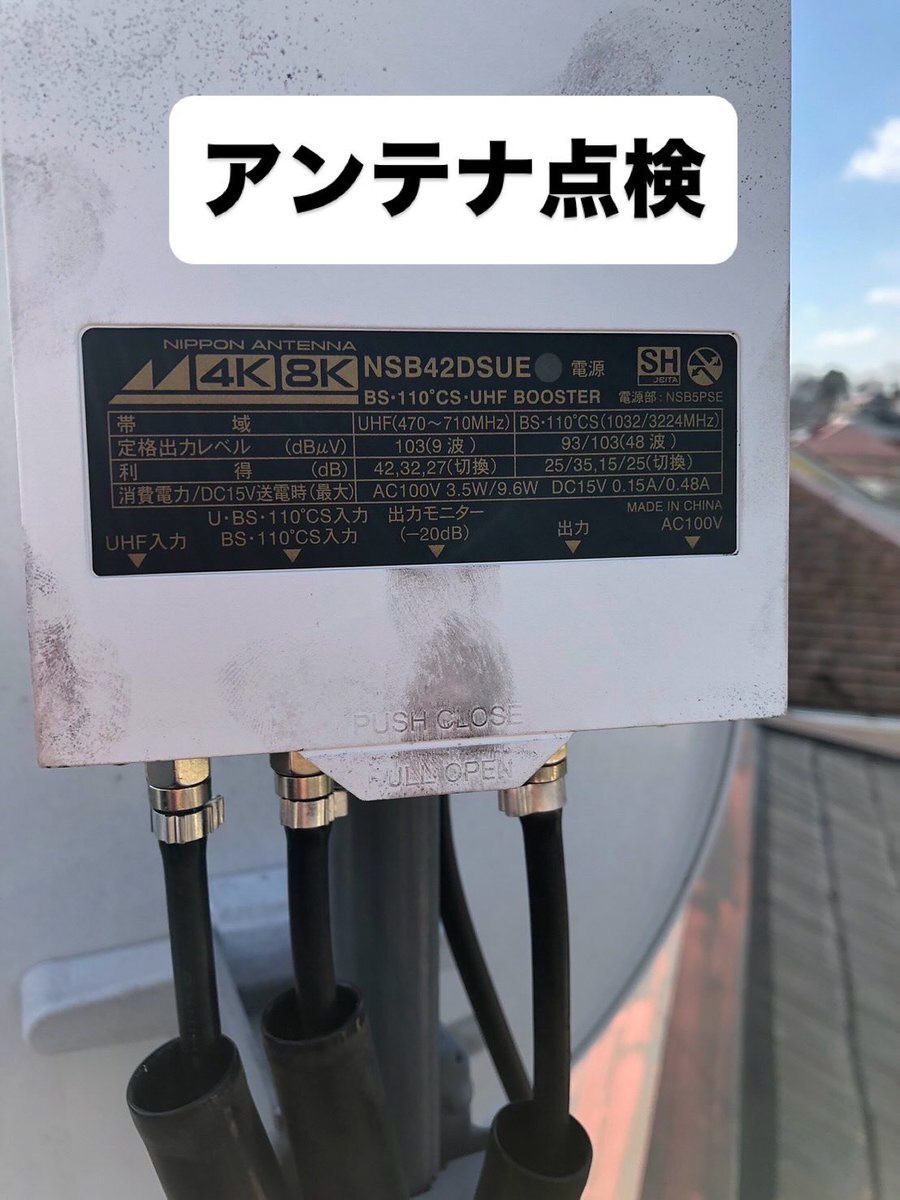 アンテナ点検
NIPPON ANTENNA
4K 8K NSB42DSUE 電源 SH
JEITA
BS・110°CS・UHF BOOSTER 電源部：NSB5PSE
帯域 UHF(470～710MHz) BS・110°CS(1032/3224MHz)
定格出力レベル (dBμV) 103(9波) 93/103(48波)
利得 (dB) 42,32,27(切換) 25/35,15/25(切換)
消費電力/DC15V送電時(最大) AC100V 3.5W/9.6W DC15V 0.15A/0.48A
MADE IN CHINA
UHF入力
U・BS・110°CS入力
BS・110°CS入力
出力モニター
(−20dB)
出力
AC100V
PUSH CLOSE
PULL OPEN